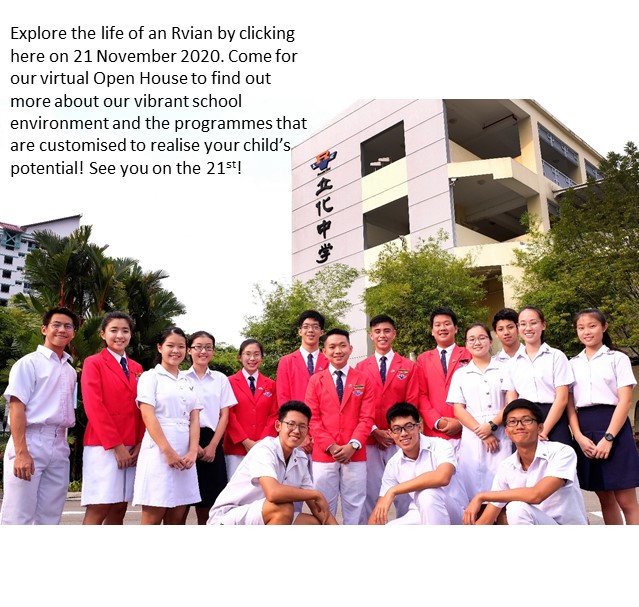 Explore the life of an Rvian by clicking
here on 21 November 2020. Come for
our virtual Open House to find out
more about our vibrant school
environment and the programmes that
are customised to realise your child’s
potential! See you on the 21st!
立化中学